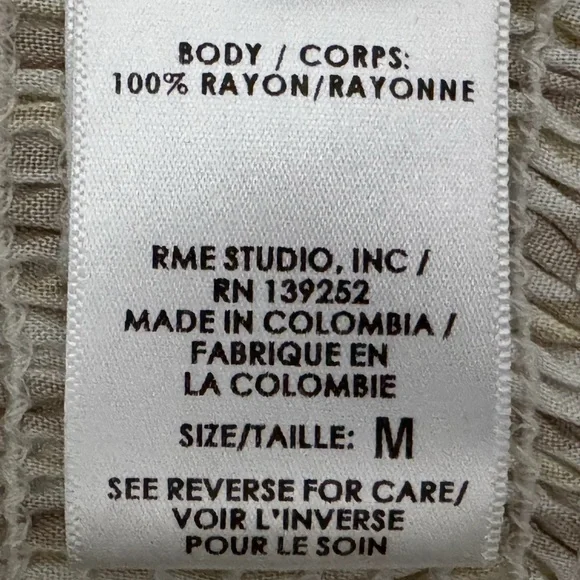 BODY / CORPS:
100% RAYON/RAYONNE
RME STUDIO, INC /
RN 139252
MADE IN COLOMBIA /
FABRIQUE EN
LA COLOMBIE
SIZE/TAILLE: M
SEE REVERSE FOR CARE/
VOIR L'INVERSE
POUR LE SOIN